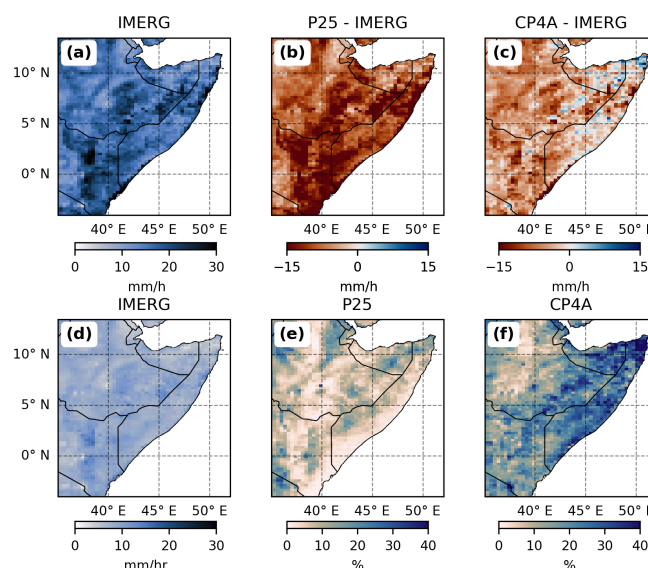 IMERG P25 - IMERG CP4A - IMERG
(a) (b) (c)
10° N
5° N
0° N
40° E 45° E 50° E 40° E 45° E 50° E 40° E 45° E 50° E
0 10 20 30 −15 0 15 −15 0 15
mm/h mm/h mm/h
IMERG P25 CP4A
(d) (e) (f)
10° N
5° N
0° N
40° E 45° E 50° E 40° E 45° E 50° E 40° E 45° E 50° E
0 10 20 30 0 10 20 30 40 0 10 20 30 40
mm/hr % %